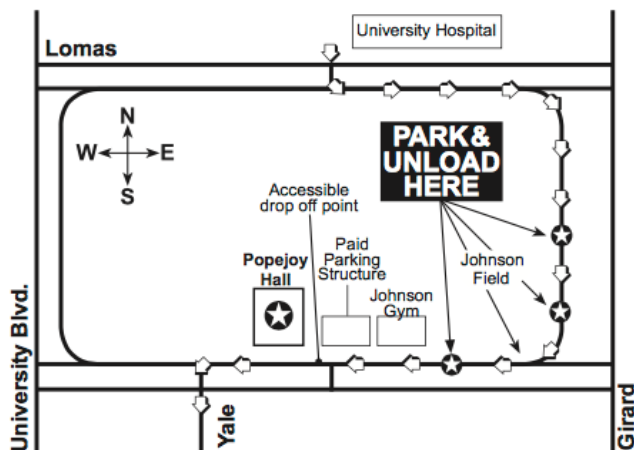 University Hospital
Lomas
N
W
E
S
PARK &
UNLOAD
HERE
Accessible
drop off point
Popejoy
Hall
Paid
Parking
Structure
Johnson
Gym
Johnson
Field
University Blvd.
Yale
Girard